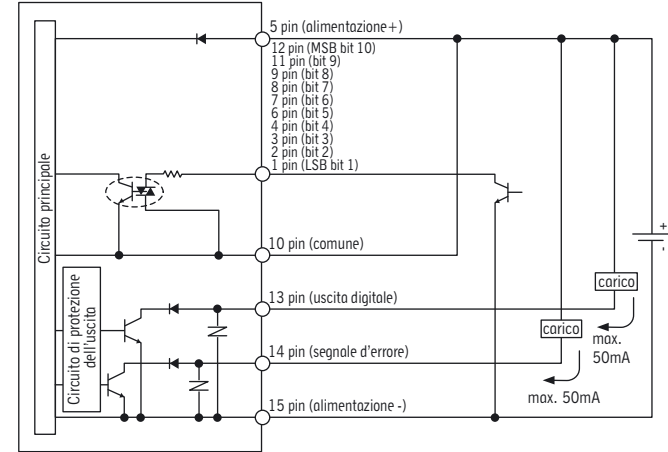 5 pin (alimentazione+)
12 pin (MSB bit 10)
11 pin (bit 9)
9 pin (bit 8)
8 pin (bit 7)
7 pin (bit 6)
6 pin (bit 5)
4 pin (bit 4)
3 pin (bit 3)
2 pin (bit 2)
1 pin (LSB bit 1)
Circuito principale
10 pin (comune)
+
-
Circuito di protezione
dell'uscita
13 pin (uscita digitale)
carico
max.
50mA
14 pin (segnale d'errore)
carico
max. 50mA
15 pin (alimentazione -)